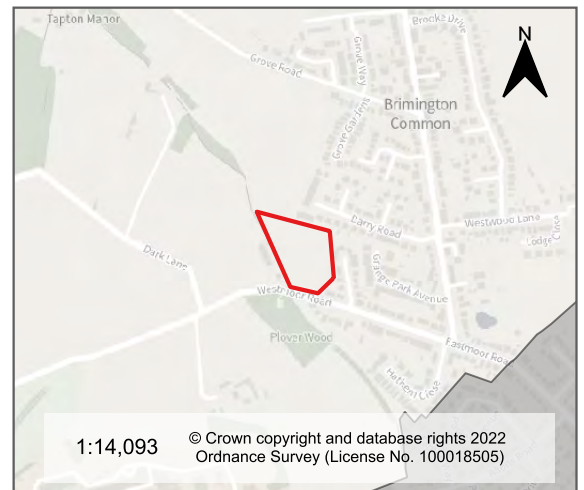 Tapton Manor
Brooke Drive
N
Grove Way
Grove Road
Brimington
Common
Grove Gardens
Barry Road
Westwood Lane
Lodge Close
Dark Lane
Grange Park Avenue
Westmoor Road
Plover Wood
Eastmoor Road
Hathern Close
1:14,093
© Crown copyright and database rights 2022
Ordnance Survey (License No. 100018505)